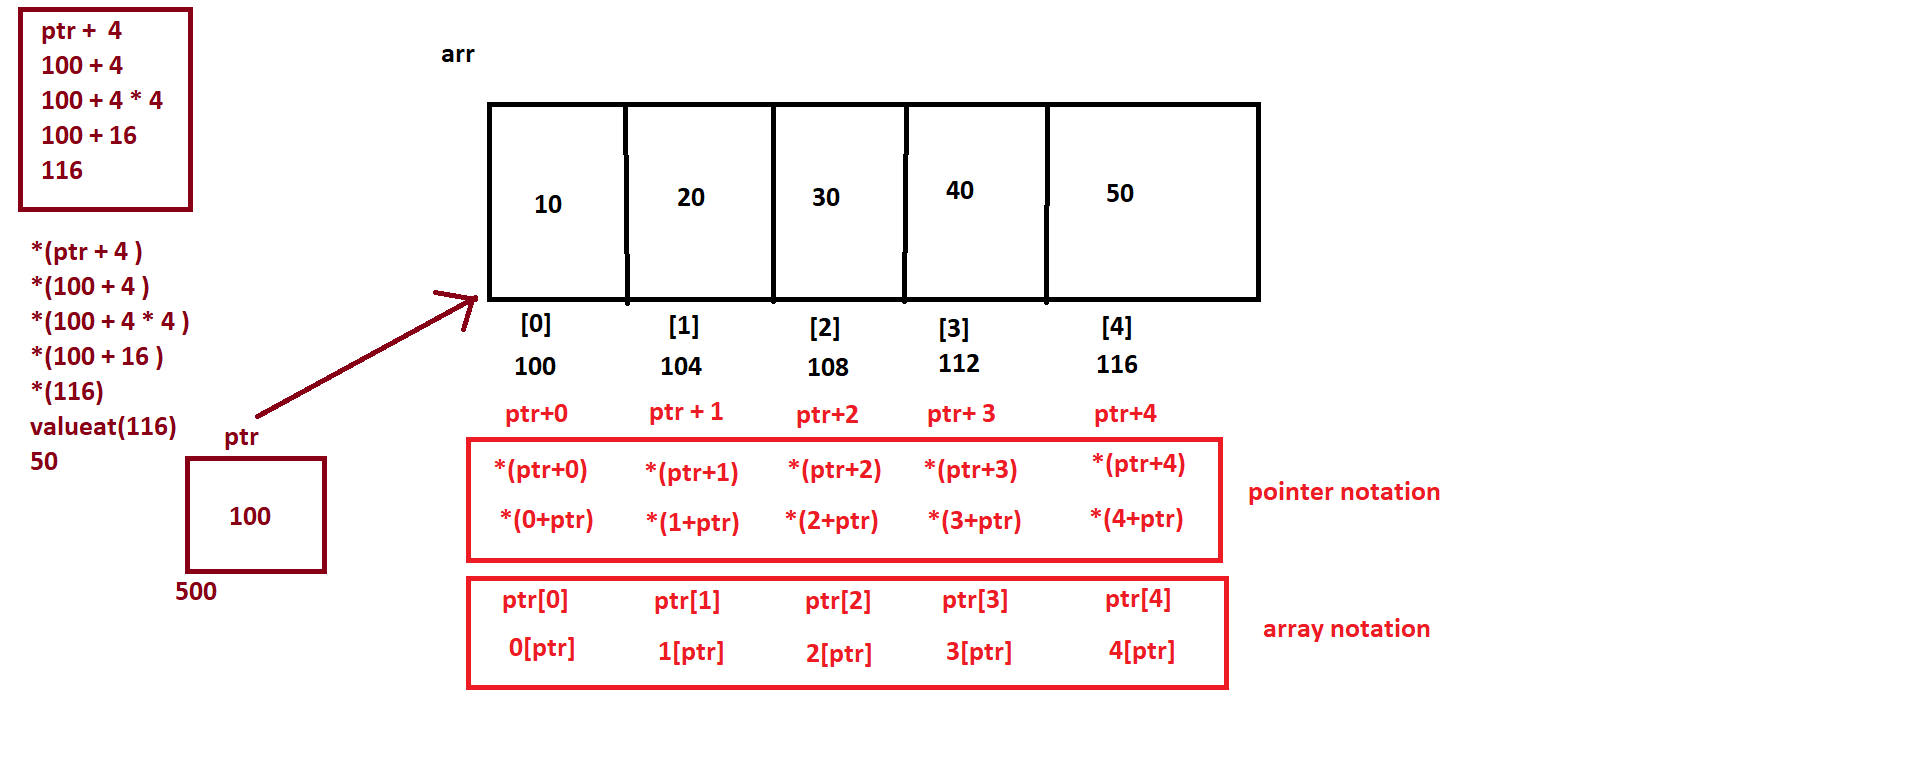 ptr + 4
100 + 4
100 + 4 * 4
100 + 16
116
*(ptr + 4 )
*(100 + 4 )
*(100 + 4 * 4 )
*(100 + 16 )
*(116)
valueat(116)
50
ptr
100
500
arr
10 20 30 40 50
[0] [1] [2] [3] [4]
100 104 108 112 116
ptr+0 ptr + 1 ptr+2 ptr+ 3 ptr+4
*(ptr+0) *(ptr+1) *(ptr+2) *(ptr+3) *(ptr+4)
*(0+ptr) *(1+ptr) *(2+ptr) *(3+ptr) *(4+ptr)
pointer notation
ptr[0] ptr[1] ptr[2] ptr[3] ptr[4]
0[ptr] 1[ptr] 2[ptr] 3[ptr] 4[ptr]
array notation